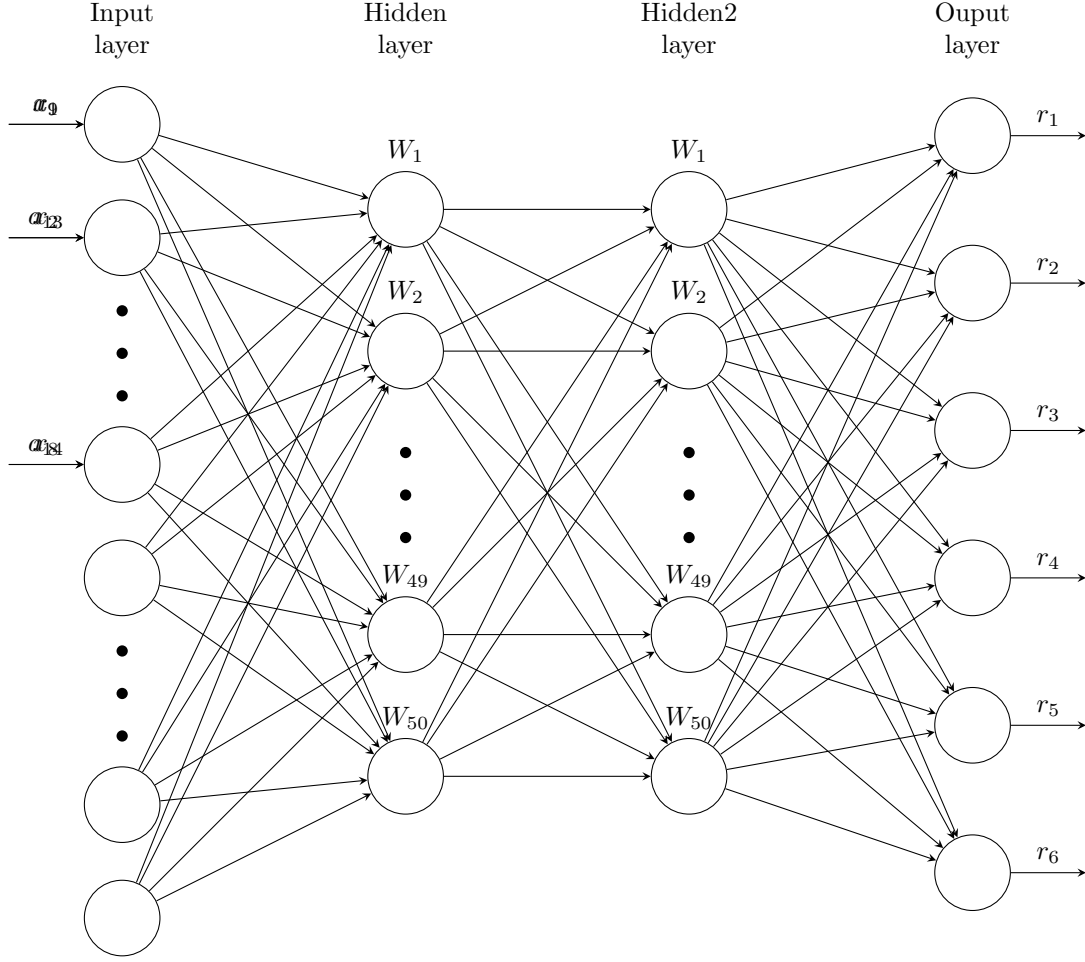 Input
layer
Hidden
layer
Hidden2
layer
Ouput
layer
r₁
W₁
W₁
r₂
W₂
W₂
r₃
r₄
W₄₉
W₄₉
r₅
W₅₀
W₅₀
r₆